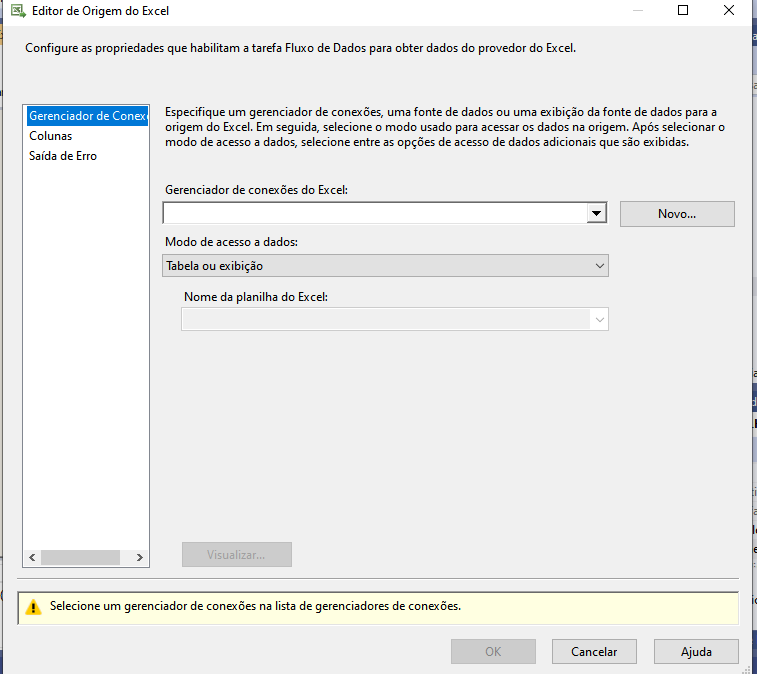 Editor de Origem do Excel
Configure as propriedades que habilitam a tarefa Fluxo de Dados para obter dados do provedor do Excel.
Gerenciador de Conex
Colunas
Saída de Erro
Especifique um gerenciador de conexões, uma fonte de dados ou uma exibição da fonte de dados para a
origem do Excel. Em seguida, selecione o modo usado para acessar os dados na origem. Após selecionar o
modo de acesso a dados, selecione entre as opções de acesso de dados adicionais que são exibidas.
Gerenciador de conexões do Excel:
Novo...
Modo de acesso a dados:
Tabela ou exibição
Nome da planilha do Excel:
Visualizar...
Selecione um gerenciador de conexões na lista de gerenciadores de conexões.
OK
Cancelar
Ajuda